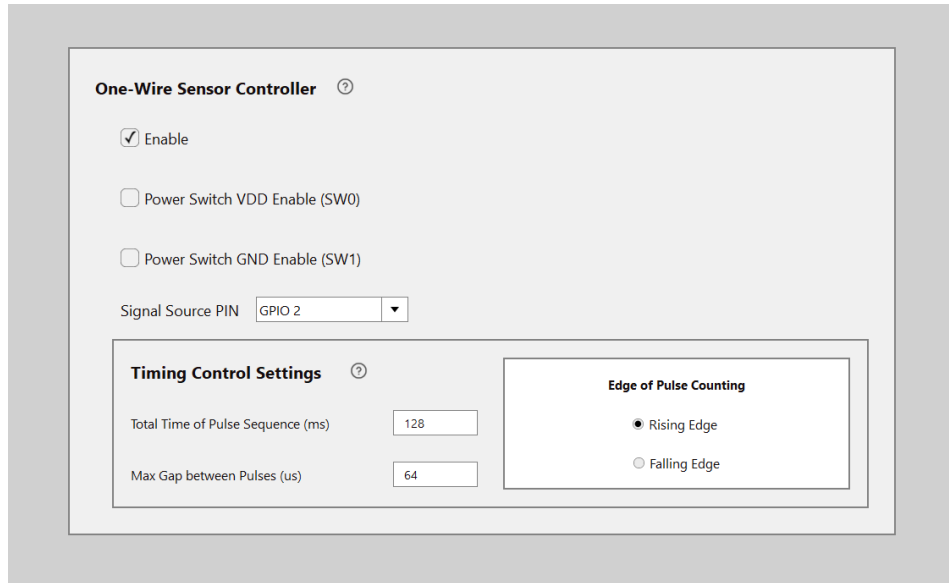 One-Wire Sensor Controller ?
Enable
Power Switch VDD Enable (SW0)
Power Switch GND Enable (SW1)
Signal Source PIN GPIO 2
Timing Control Settings ?
Total Time of Pulse Sequence (ms) 128
Max Gap between Pulses (us) 64
Edge of Pulse Counting
Rising Edge
Falling Edge